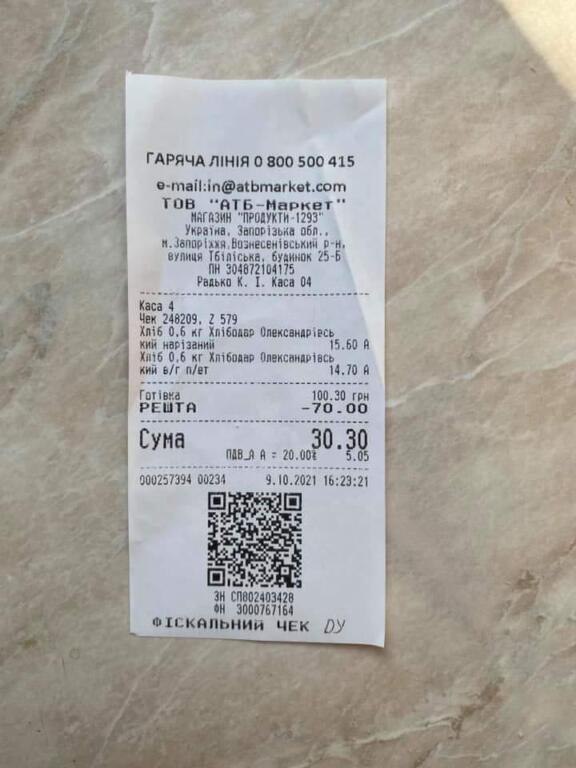 ГАРЯЧА ЛІНІЯ 0 800 500 415
e-mail:in@atbmarket.com
ТОВ "АТБ-Маркет"
МАГАЗИН "ПРОДУКТИ-1293"
Україна, Запорізька обл.,
м.Запоріжжя,Вознесенівський р-н,
вулиця Тбіліська, будинок 25-Б
ПН 304872104175
Радько К. І. Каса 04
Каса 4
Чек 248209, Z 579
Хліб 0,6 кг Хлібодар Олександрівсь
кий нарізаний 15.60 А
Хліб 0,6 кг Хлібодар Олександрівсь
кий в/г п/ет 14.70 А
Готівка 100.30 грн
РЕШТА -70.00
Сума 30.30
ПДВ_А А = 20.00% 5.05
000257394 00234 9.10.2021 16:23:21
ЗН СП802403428
ФН 3000767164
ФІСКАЛЬНИЙ ЧЕК